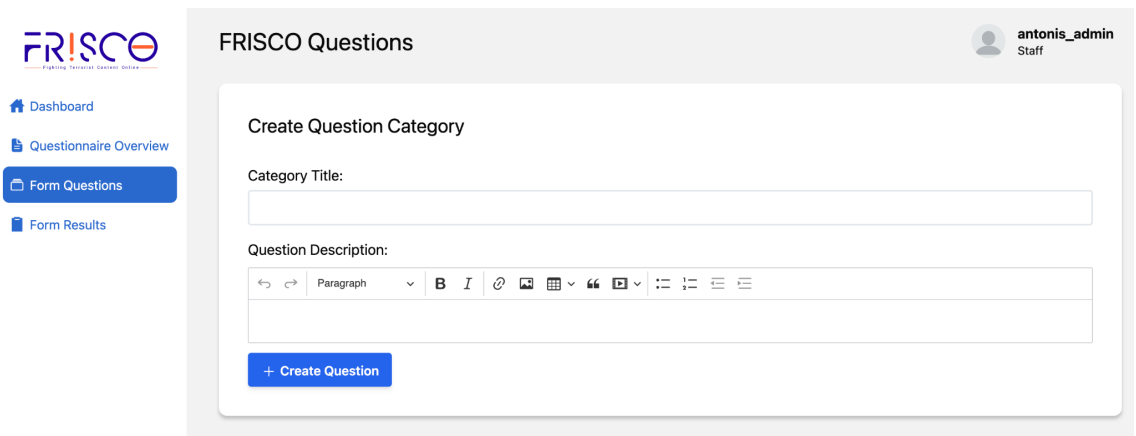 FR!SCO
Fighting Terrorist Content Online
Dashboard
Questionnaire Overview
Form Questions
Form Results
FRISCO Questions
antonis_admin
Staff
Create Question Category
Category Title:
Question Description:
Paragraph
B I
+ Create Question